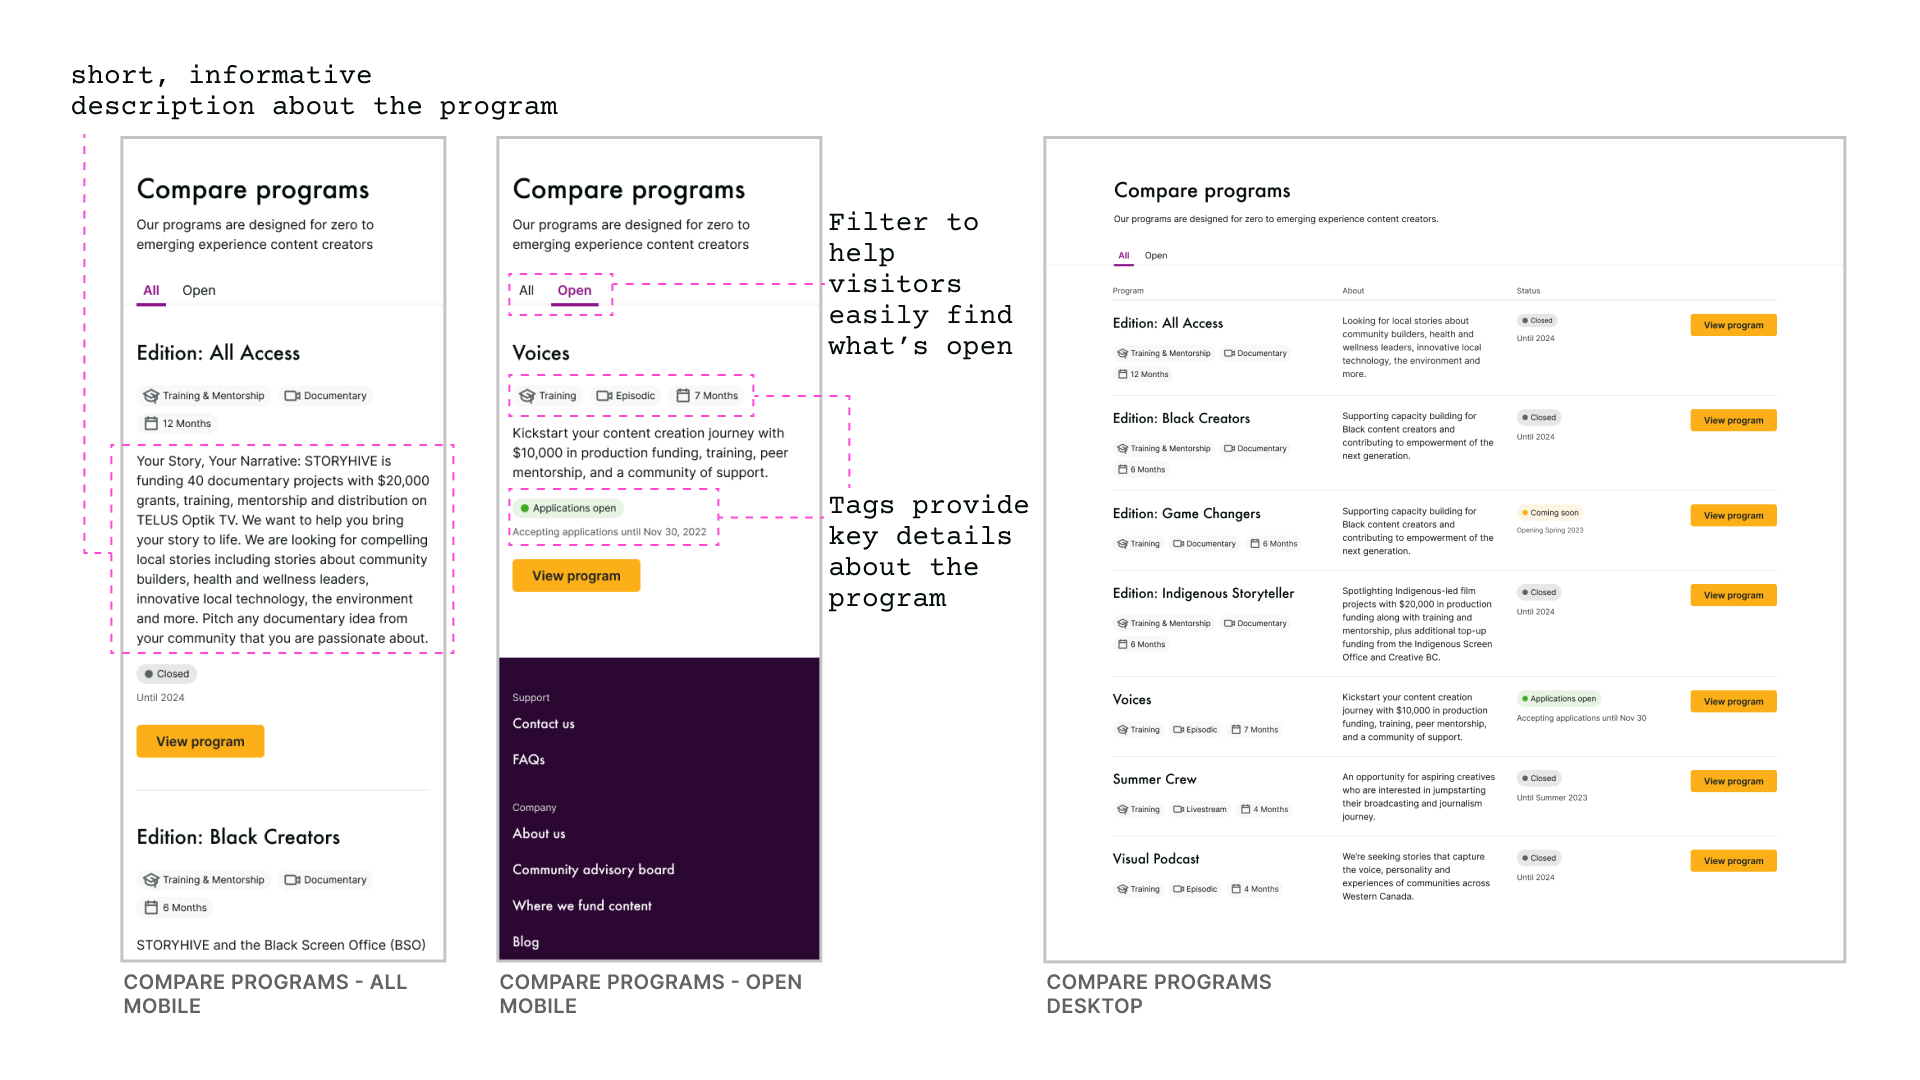 short, informative
description about the program
Compare programs
Our programs are designed for zero to
emerging experience content creators
All
Open
Edition: All Access
Training & Mentorship
Documentary
12 Months
Your Story, Your Narrative: STORYHIVE is
funding 40 documentary projects with $20,000
grants, training, mentorship and distribution on
TELUS Optik TV. We want to help you bring
your story to life. We are looking for compelling
local stories including stories about community
builders, health and wellness leaders,
innovative local technology, the environment
and more. Pitch any documentary idea from
your community that you are passionate about.
Closed
Until 2024
View program
Edition: Black Creators
Training & Mentorship
Documentary
6 Months
STORYHIVE and the Black Screen Office (BSO)
COMPARE PROGRAMS - ALL
MOBILE
Compare programs
Our programs are designed for zero to
emerging experience content creators
All
Open
Voices
Training
Episodic
7 Months
Kickstart your content creation journey with
$10,000 in production funding, training, peer
mentorship, and a community of support.
Applications open
Accepting applications until Nov 30, 2022
View program
Support
Contact us
FAQs
Company
About us
Community advisory board
Where we fund content
Blog
COMPARE PROGRAMS - OPEN
MOBILE
Filter to
help
visitors
easily find
what's open
Tags provide
key details
about the
program
Compare programs
Our programs are designed for zero to emerging experience content creators.
All
Open
Program
About
Status
Edition: All Access
Training & Mentorship
Documentary
12 Months
Looking for local stories about
community builders, health and
wellness leaders, innovative local
technology, the environment and
more.
Closed
Until 2024
View program
Edition: Black Creators
Training & Mentorship
Documentary
6 Months
Supporting capacity building for
Black content creators and
contributing to empowerment of the
next generation.
Closed
Until 2024
View program
Edition: Game Changers
Training
Documentary
6 Months
Supporting capacity building for
Black content creators and
contributing to empowerment of the
next generation.
Coming soon
Opening Spring 2023
View program
Edition: Indigenous Storyteller
Training & Mentorship
Documentary
6 Months
Spotlighting Indigenous-led film
projects with $20,000 in production
funding along with training and
mentorship, plus additional top-up
funding from the Indigenous Screen
Office and Creative BC.
Closed
Until 2024
View program
Voices
Training
Episodic
7 Months
Kickstart your content creation
journey with $10,000 in production
funding, training, peer mentorship,
and a community of support.
Applications open
Accepting applications until Nov 30
View program
Summer Crew
Training
Livestream
4 Months
An opportunity for aspiring creatives
who are interested in jumpstarting
their broadcasting and journalism
journey.
Closed
Until Summer 2023
View program
Visual Podcast
Training
Episodic
4 Months
We're seeking stories that capture
the voice, personality and
experiences of communities across
Western Canada.
Closed
Until 2024
View program
COMPARE PROGRAMS
DESKTOP